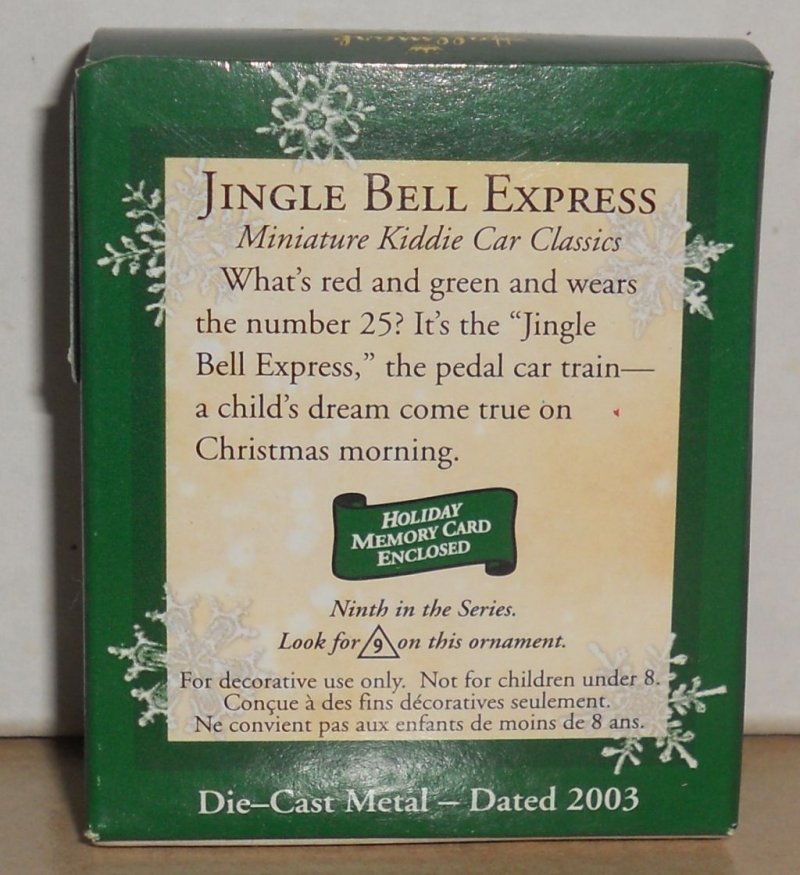 Hallmark
JINGLE BELL EXPRESS
Miniature Kiddie Car Classics
What's red and green and wears
the number 25? It's the “Jingle
Bell Express,” the pedal car train—
a child's dream come true on
Christmas morning.
HOLIDAY
MEMORY CARD
ENCLOSED
Ninth in the Series.
Look for 9 on this ornament.
For decorative use only. Not for children under 8.
Conçue à des fins décoratives seulement.
Ne convient pas aux enfants de moins de 8 ans.
Die–Cast Metal – Dated 2003